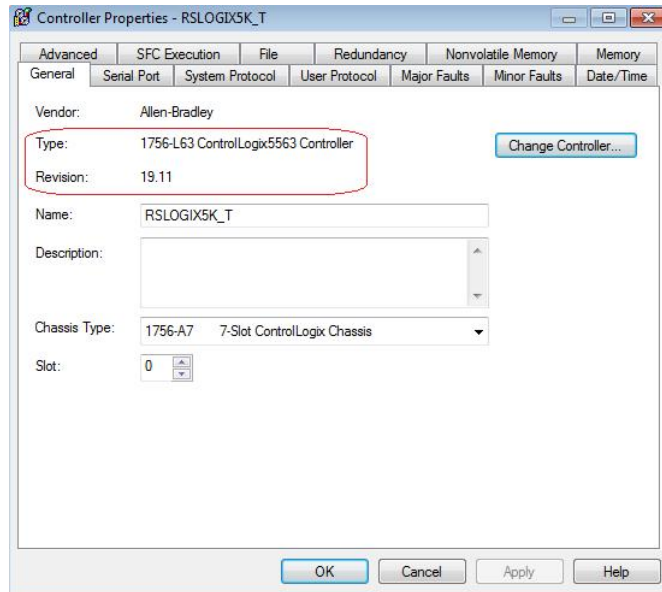 Controller Properties - RSLOGIX5K_T
Advanced SFC Execution File Redundancy Nonvolatile Memory Memory
General Serial Port System Protocol User Protocol Major Faults Minor Faults Date/Time
Vendor: Allen-Bradley
Type: 1756-L63 ControlLogix5563 Controller Change Controller...
Revision: 19.11
Name: RSLOGIX5K_T
Description:
Chassis Type: 1756-A7 7-Slot ControlLogix Chassis
Slot: 0
OK Cancel Apply Help